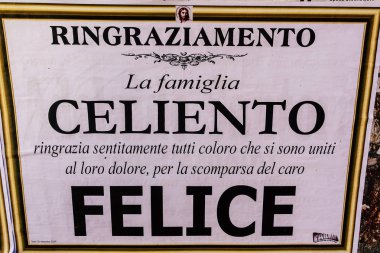 RINGRAZIAMENTO
La famiglia
CELIENTO
ringrazia sentitamente tutti coloro che si sono uniti
al loro dolore, per la scomparsa del caro
FELICE